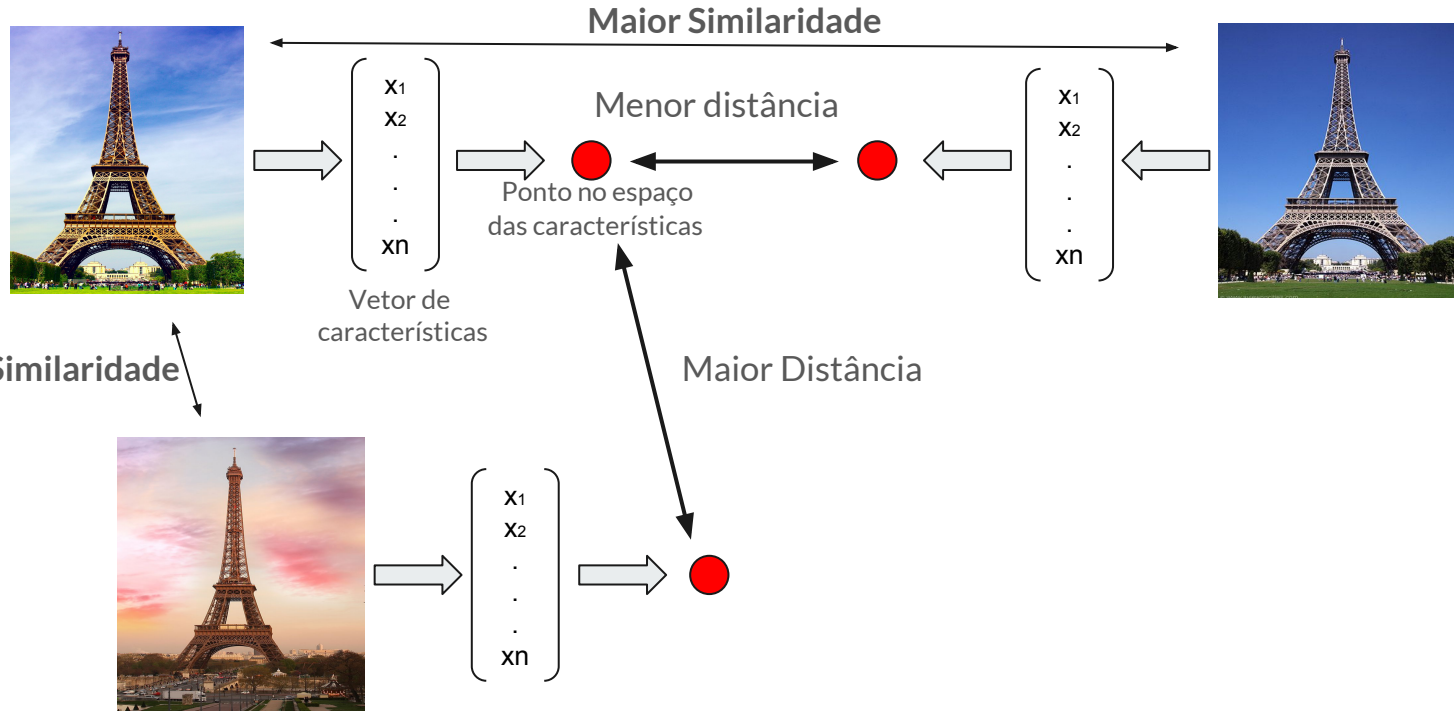 Maior Similaridade
x1
x2
.
.
.
xn
Menor distância
x1
x2
.
.
.
xn
Ponto no espaço
das características
Vetor de
características
Similaridade
Maior Distância
x1
x2
.
.
.
xn